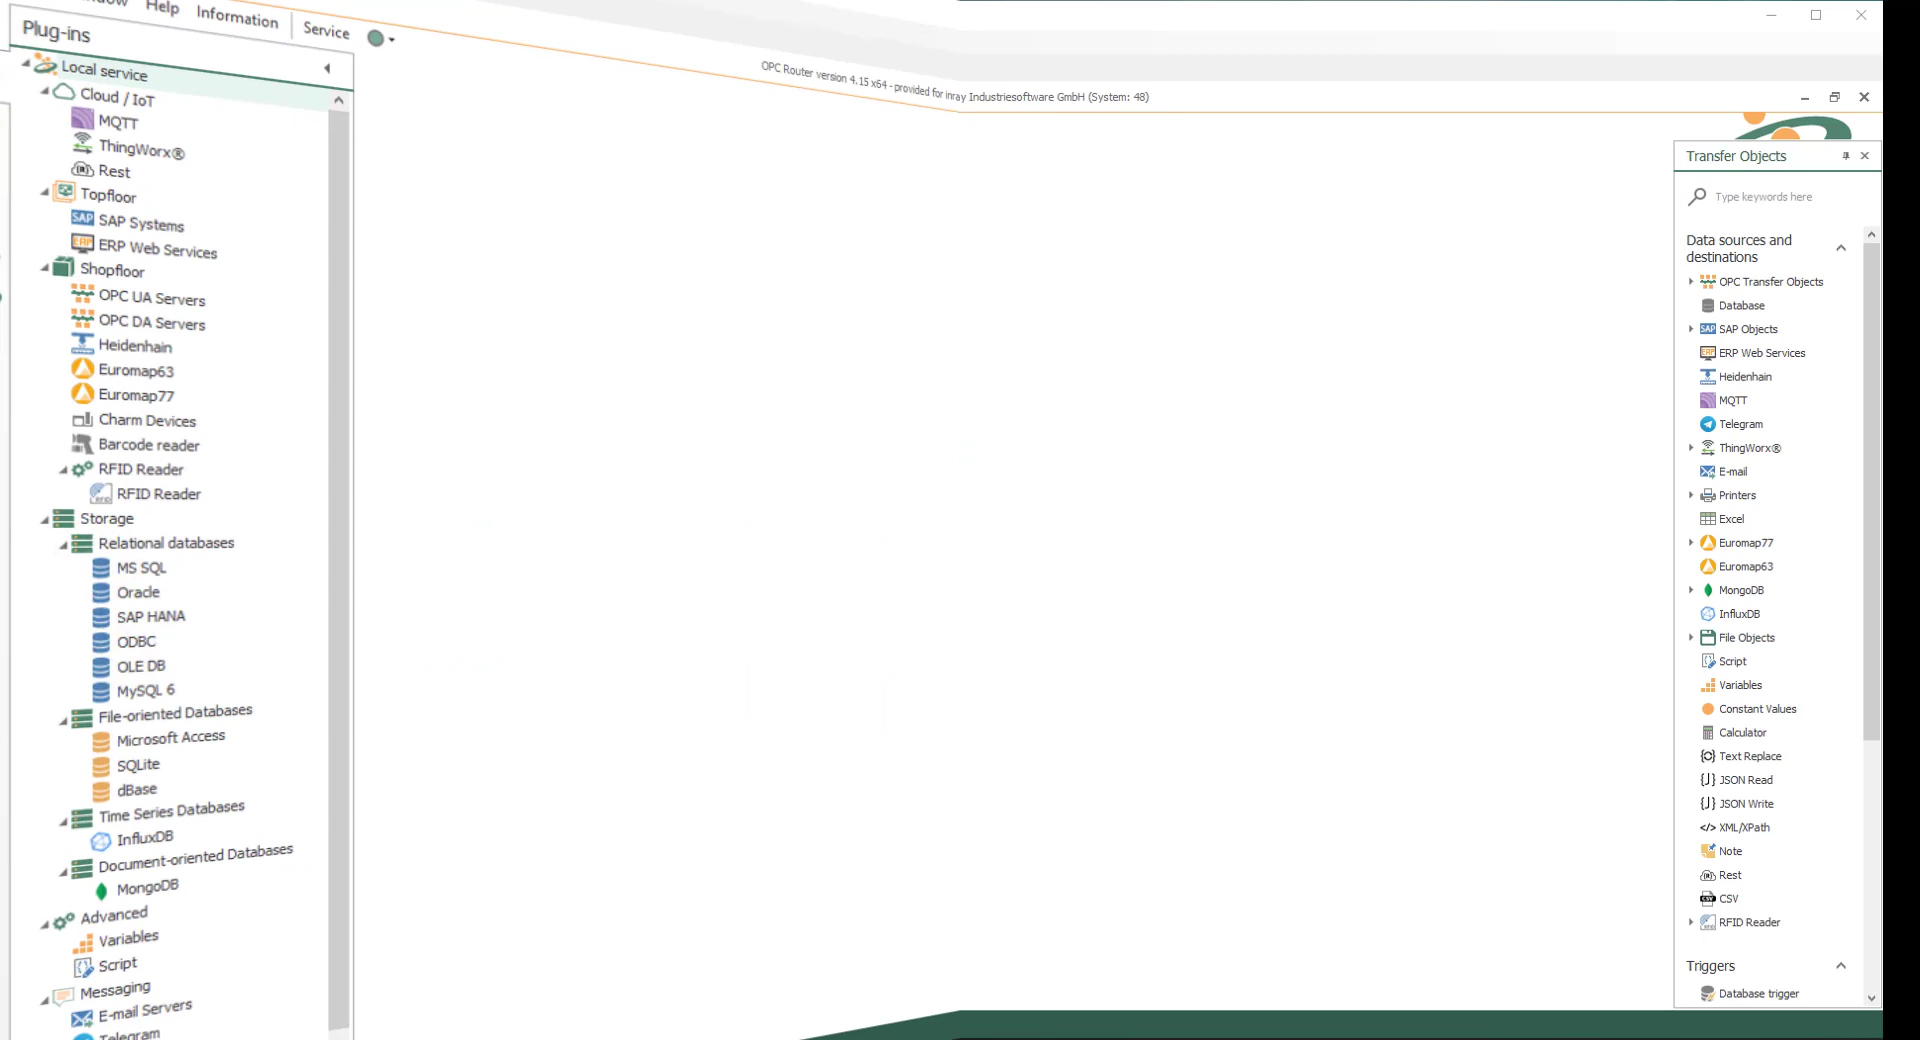 Help
Information
Service
Plug-ins
Local service
Cloud / IoT
MQTT
ThingWorx®
Rest
Topfloor
SAP Systems
ERP Web Services
Shopfloor
OPC UA Servers
OPC DA Servers
Heidenhain
Euromap63
Euromap77
Charm Devices
Barcode reader
RFID Reader
RFID Reader
Storage
Relational databases
MS SQL
Oracle
SAP HANA
ODBC
OLE DB
MySQL 6
File-oriented Databases
Microsoft Access
SQLite
dBase
Time Series Databases
InfluxDB
Document-oriented Databases
MongoDB
Advanced
Variables
Script
Messaging
E-mail Servers
Telegram
OPC Router version 4.15 x64 - provided for inray Industriesoftware GmbH (System: 48)
Transfer Objects
Type keywords here
Data sources and
destinations
OPC Transfer Objects
Database
SAP Objects
ERP Web Services
Heidenhain
MQTT
Telegram
ThingWorx®
E-mail
Printers
Excel
Euromap77
Euromap63
MongoDB
InfluxDB
File Objects
Script
Variables
Constant Values
Calculator
Text Replace
JSON Read
JSON Write
XML/XPath
Note
Rest
CSV
RFID Reader
Triggers
Database trigger